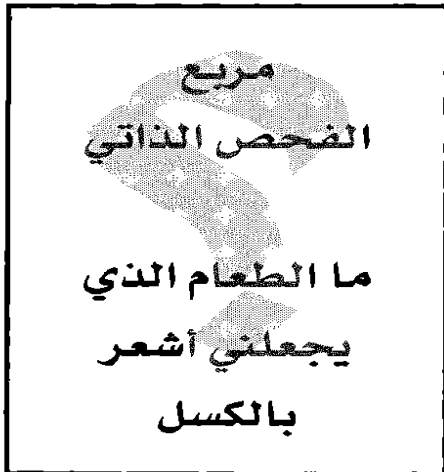 مربع
الفحص الذاتي
ما الطعام الذي
يجعلني أشعر
بالكسل